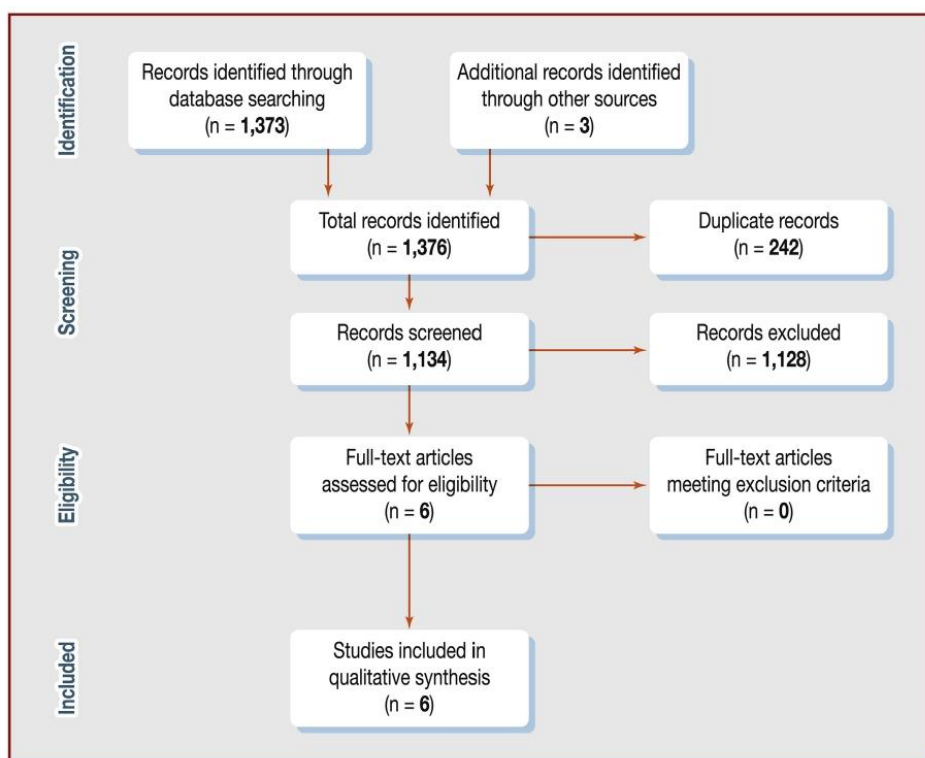 Identification
Records identified through
database searching
(n = 1,373)
Additional records identified
through other sources
(n = 3)
Screening
Total records identified
(n = 1,376)
Duplicate records
(n = 242)
Records screened
(n = 1,134)
Records excluded
(n = 1,128)
Eligibility
Full-text articles
assessed for eligibility
(n = 6)
Full-text articles
meeting exclusion criteria
(n = 0)
Included
Studies included in
qualitative synthesis
(n = 6)